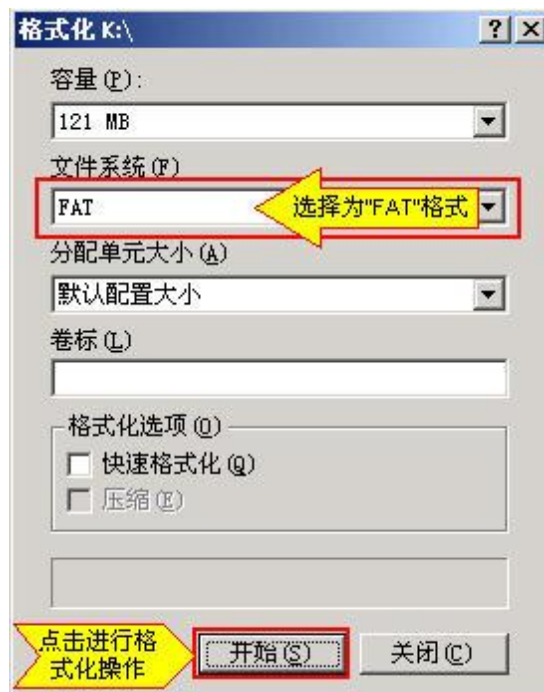 格式化 K:\
容量(P):
121 MB
文件系统(F)
FAT
选择为"FAT"格式
分配单元大小(A)
默认配置大小
卷标(L)
格式化选项(O)
快速格式化(Q)
压缩(E)
点击进行格
式化操作
开始(S)
关闭(C)